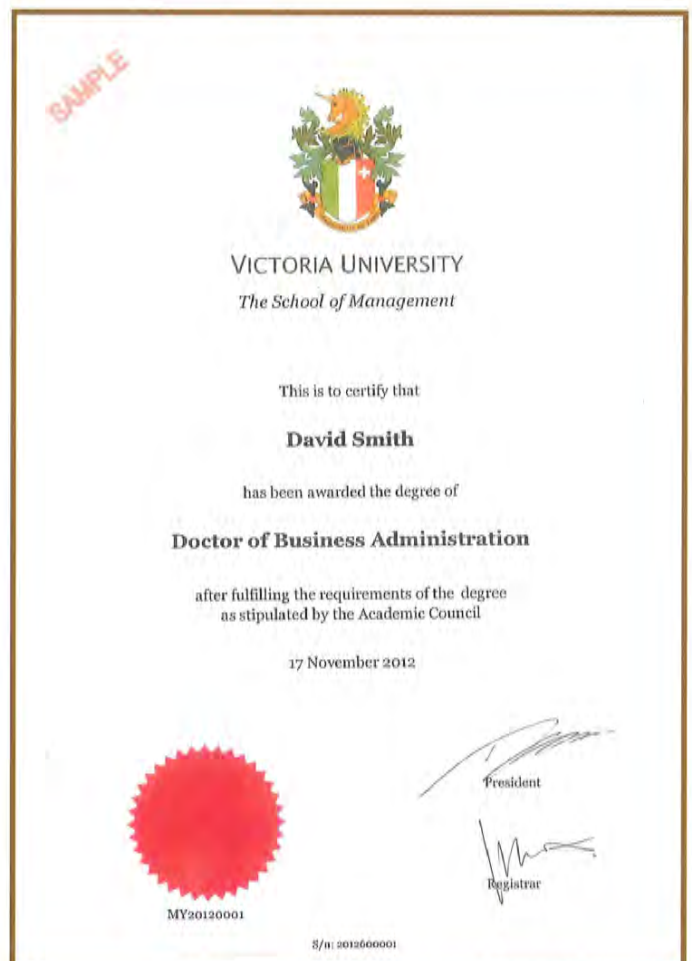 SAMPLE
VICTORIA UNIVERSITY
The School of Management
This is to certify that
David Smith
has been awarded the degree of
Doctor of Business Administration
after fulfilling the requirements of the degree
as stipulated by the Academic Council
17 November 2012
President
Registrar
MY20120001
S/n: 2012600001